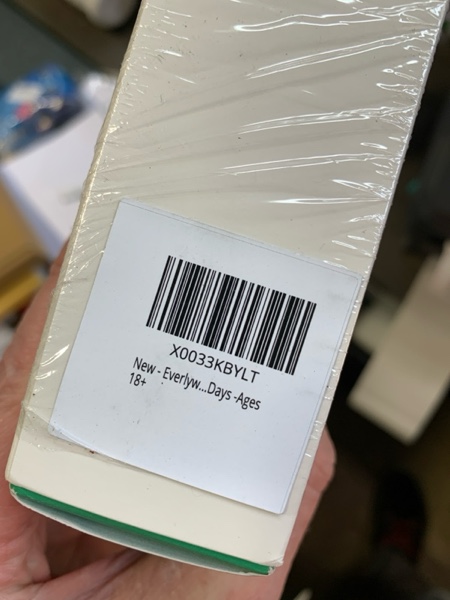 X0033KBYLT
New - Everlyw...Days -Ages
18+